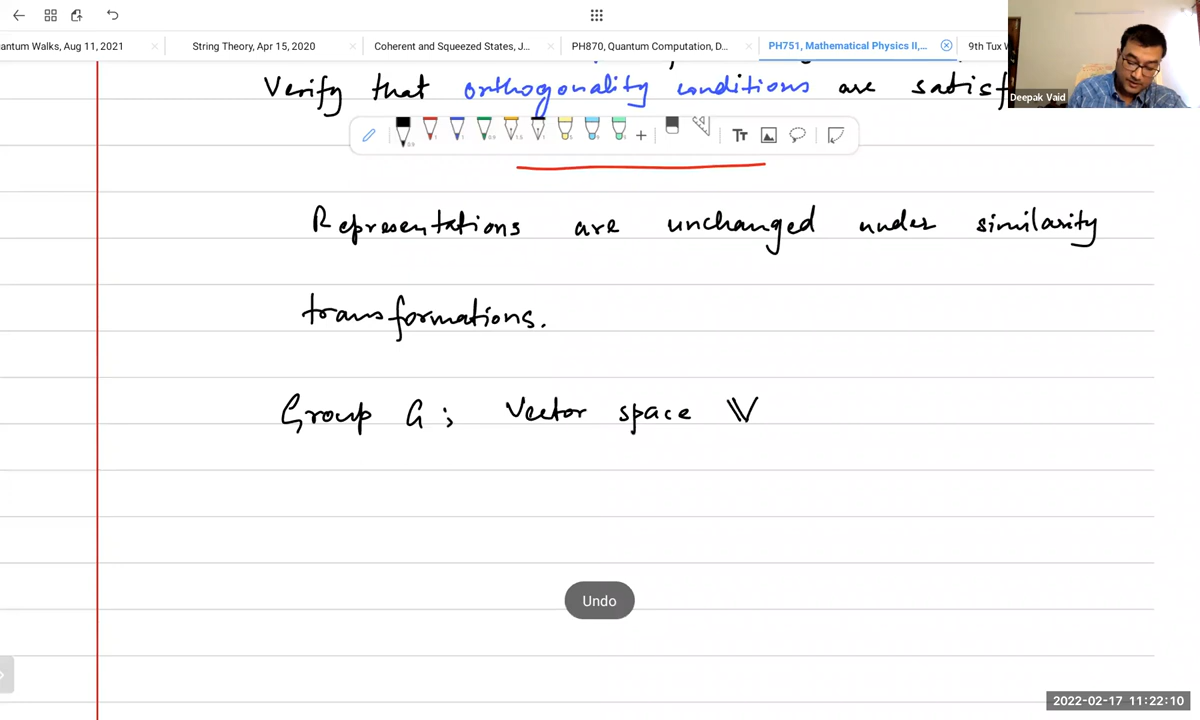 antum Walks, Aug 11, 2021
String Theory, Apr 15, 2020
Coherent and Squeezed States, J...
PH870, Quantum Computation, D...
PH751, Mathematical Physics II,...
9th Tux
Deepak Vaid
Verify that orthogonality conditions are satisf
Tт
Representations are unchanged under similarity
transformations.
Group G; Vector space 𝕍
Undo
2022-02-17 11:22:10